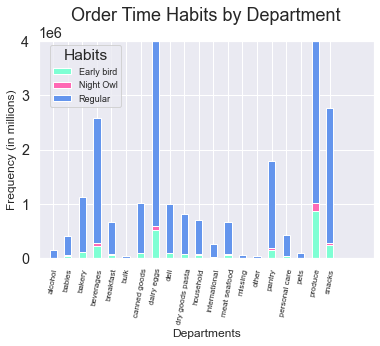 Order Time Habits by Department
1e6
4
3
2
1
0
Frequency (in millions)
Habits
Early bird
Night Owl
Regular
alcohol
babies
bakery
beverages
breakfast
bulk
canned goods
dairy eggs
deli
dry goods pasta
household
international
meat seafood
missing
other
pantry
personal care
pets
produce
snacks
Departments